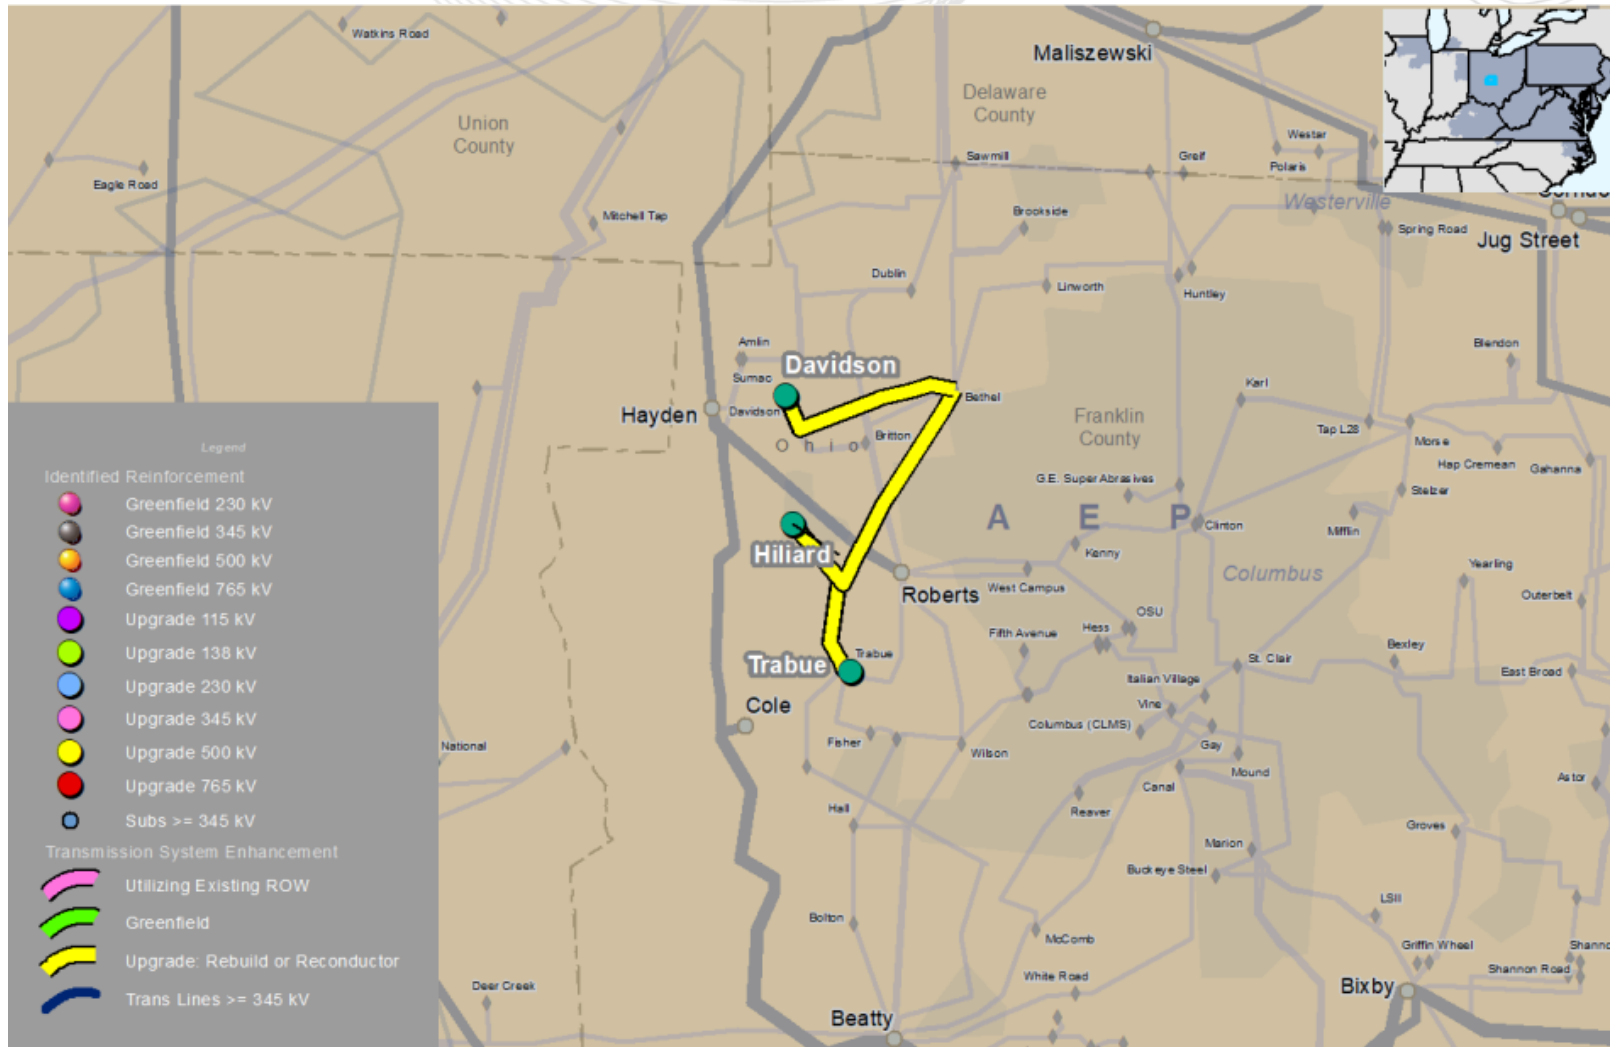 Watkins Road
Maliszewski
Delaware
County
Union
County
Westar
Sawmill
Greif
Polaris
Eagle Road
Westerville
Brookside
Mitchell Tap
Spring Road
Jug Street
Dublin
Linworth
Huntley
Amlin
Blendon
Davidson
Sumac
Karl
Bethel
Hayden
Davidson
Franklin
County
Tap L28
Britton
Ohio
Morse
Hap Cremean
Gahanna
G.E. Super Abrasives
Stelzer
A E P
Clinton
Mifflin
Hiliard
Kenny
Columbus
Yearling
West Campus
Roberts
Outerbelt
OSU
Fifth Avenue
Hess
Bexley
Trabue
Trabue
St. Clair
East Broad
Italian Village
Cole
Vine
Columbus (CLMS)
Fisher
National
Wilson
Gay
Mound
Astor
Canal
Hall
Reaver
Groves
Marion
Buckeye Steel
LSII
Bolton
McComb
Griffin Wheel
Shannon Road
White Road
Deer Creek
Bixby
Beatty
Legend
Identified Reinforcement
Greenfield 230 kV
Greenfield 345 kV
Greenfield 500 kV
Greenfield 765 kV
Upgrade 115 kV
Upgrade 138 kV
Upgrade 230 kV
Upgrade 345 kV
Upgrade 500 kV
Upgrade 765 kV
Subs >= 345 kV
Transmission System Enhancement
Utilizing Existing ROW
Greenfield
Upgrade: Rebuild or Reconductor
Trans Lines >= 345 kV